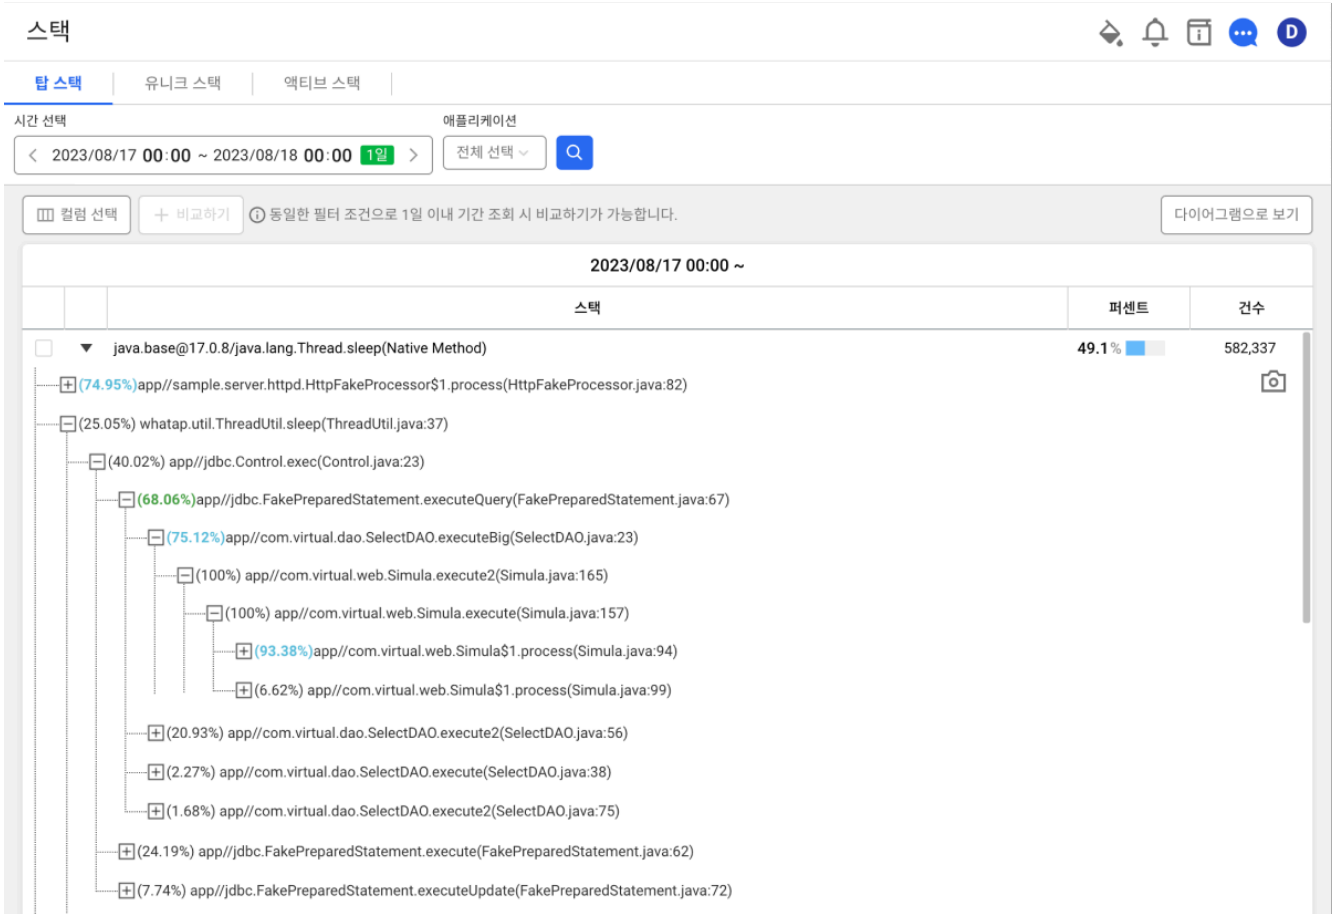 스택
D
탑 스택
유니크 스택
액티브 스택
시간 선택
애플리케이션
2023/08/17 00:00 ~ 2023/08/18 00:00 1일
전체 선택
컬럼 선택
비교하기
동일한 필터 조건으로 1일 이내 기간 조회 시 비교하기가 가능합니다.
다이어그램으로 보기
2023/08/17 00:00 ~
스택 퍼센트 건수
java.base@17.0.8/java.lang.Thread.sleep(Native Method) 49.1% 582,337
(74.95%)app//sample.server.httpd.HttpFakeProcessor$1.process(HttpFakeProcessor.java:82)
(25.05%) whatap.util.ThreadUtil.sleep(ThreadUtil.java:37)
(40.02%) app//jdbc.Control.exec(Control.java:23)
(68.06%)app//jdbc.FakePreparedStatement.executeQuery(FakePreparedStatement.java:67)
(75.12%)app//com.virtual.dao.SelectDAO.executeBig(SelectDAO.java:23)
(100%) app//com.virtual.web.Simula.execute2(Simula.java:165)
(100%) app//com.virtual.web.Simula.execute(Simula.java:157)
(93.38%)app//com.virtual.web.Simula$1.process(Simula.java:94)
(6.62%) app//com.virtual.web.Simula$1.process(Simula.java:99)
(20.93%) app//com.virtual.dao.SelectDAO.execute2(SelectDAO.java:56)
(2.27%) app//com.virtual.dao.SelectDAO.execute(SelectDAO.java:38)
(1.68%) app//com.virtual.dao.SelectDAO.execute2(SelectDAO.java:75)
(24.19%) app//jdbc.FakePreparedStatement.execute(FakePreparedStatement.java:62)
(7.74%) app//jdbc.FakePreparedStatement.executeUpdate(FakePreparedStatement.java:72)